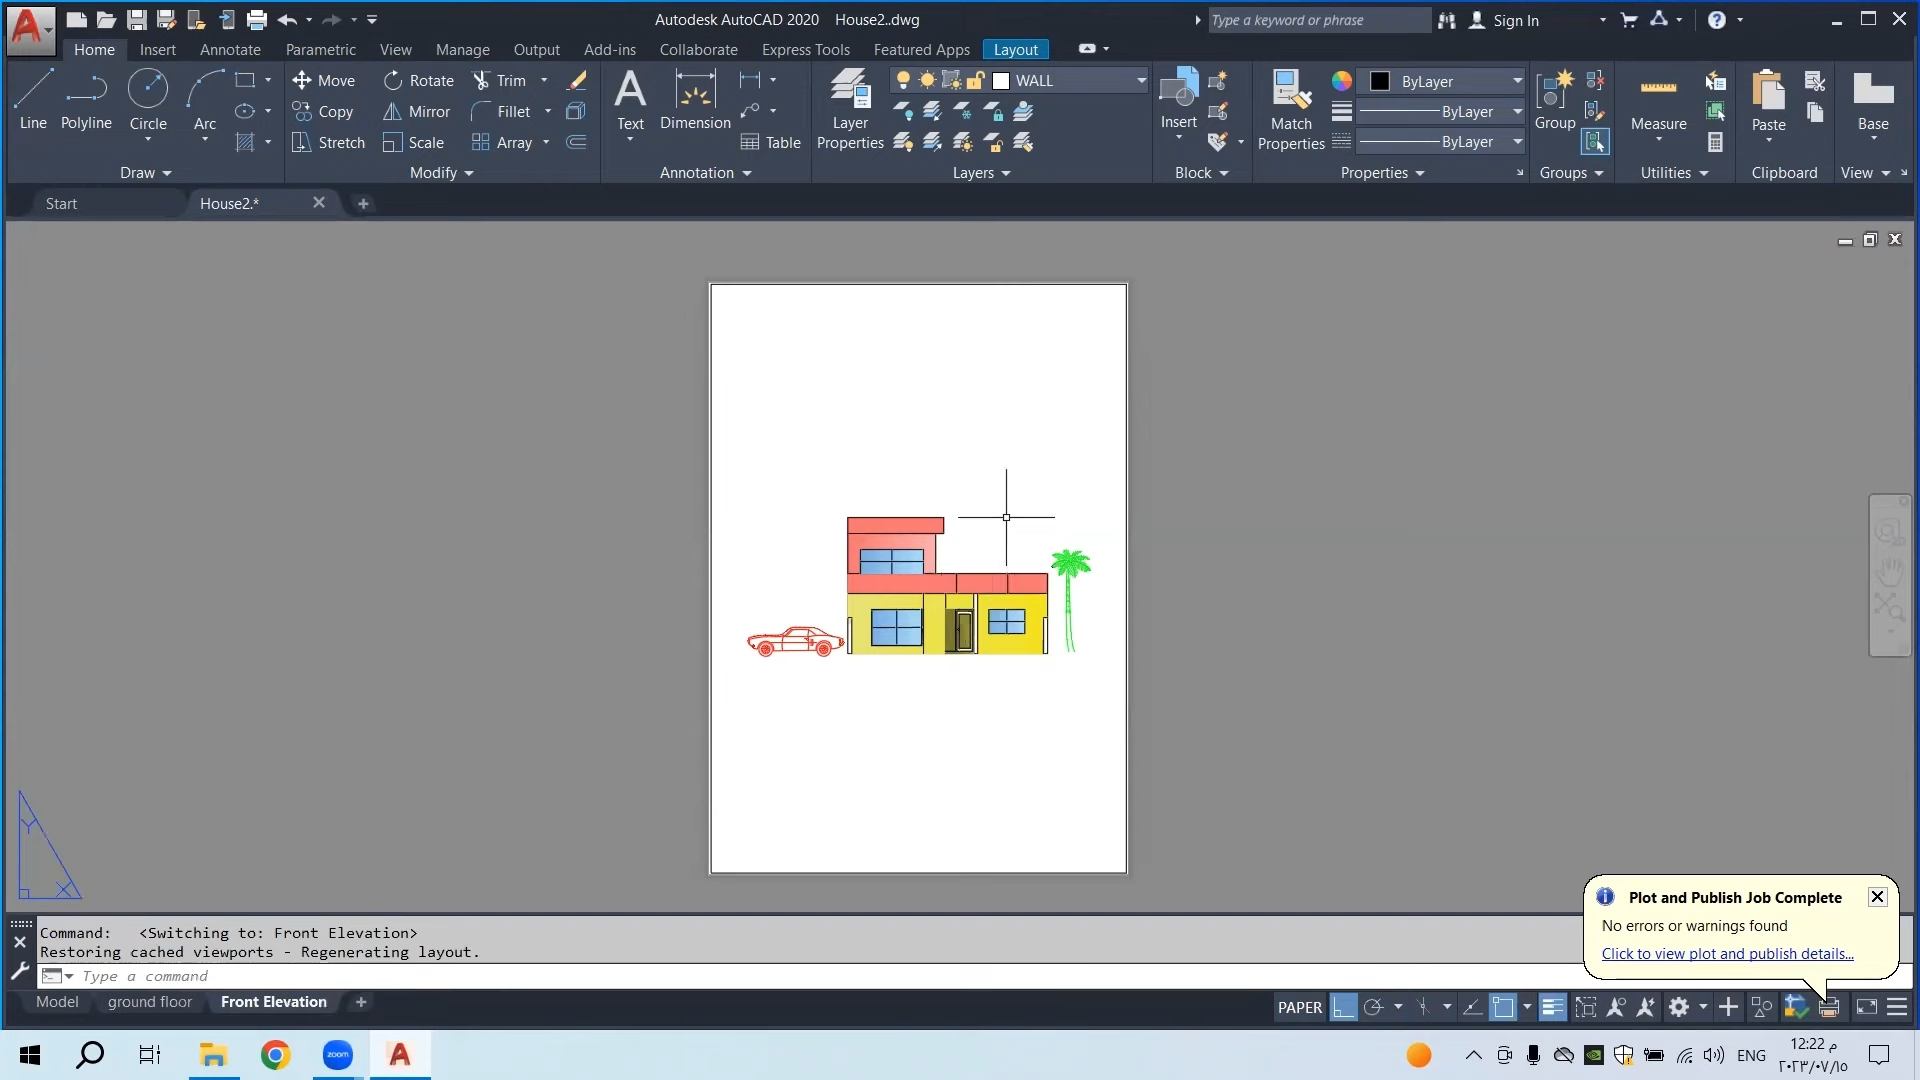 Autodesk AutoCAD 2020 House2..dwg
Type a keyword or phrase
Sign In
Home Insert Annotate Parametric View Manage Output Add-ins Collaborate Express Tools Featured Apps Layout
Line Polyline Circle Arc
Move Rotate Trim
Copy Mirror Fillet
Stretch Scale Array
Text Dimension Table
Layer Properties
WALL
Insert
Match Properties
ByLayer
ByLayer
ByLayer
Group
Measure
Paste
Base
Draw Modify Annotation Layers Block Properties Groups Utilities Clipboard View
Start House2.*
Y
X
Plot and Publish Job Complete
No errors or warnings found
Click to view plot and publish details...
Command: <Switching to: Front Elevation>
Restoring cached viewports - Regenerating layout.
Type a command
Model ground floor Front Elevation
PAPER
zoom
ENG
12:22 م
٢٠٢٣/٠٧/١٥